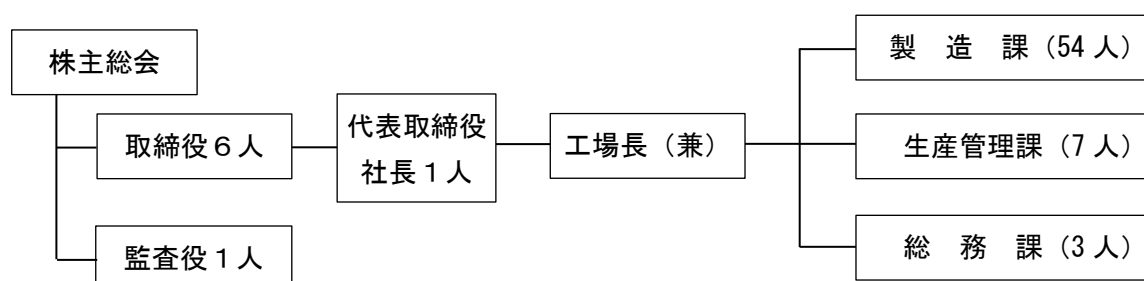 株主総会
取締役６人
監査役１人
代表取締役
社長１人
工場長（兼）
製　造　課（54 人）
生産管理課（7 人）
総　務　課（3 人）